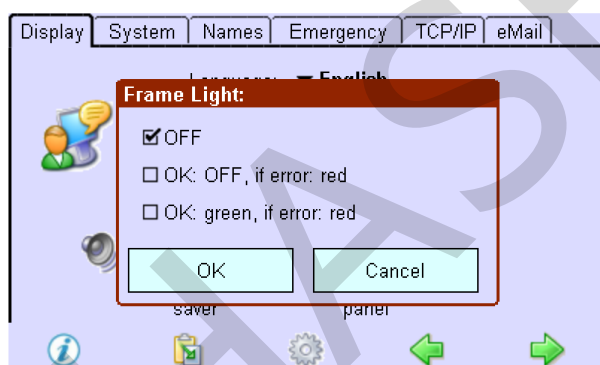 Display System Names Emergency TCP/IP eMail
English
Frame Light:
OFF
OK: OFF, if error: red
OK: green, if error: red
OK Cancel
saver panel